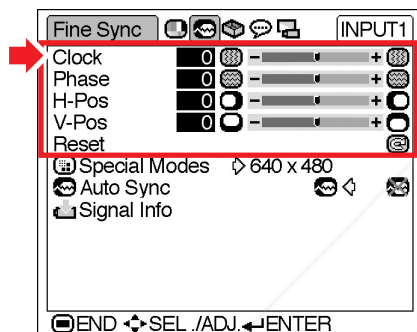 Fine Sync INPUT1
Clock 0 - +
Phase 0 - +
H-Pos 0 - +
V-Pos 0 - +
Reset
Special Modes 640 x 480
Auto Sync
Signal Info
END SEL./ADJ. ENTER